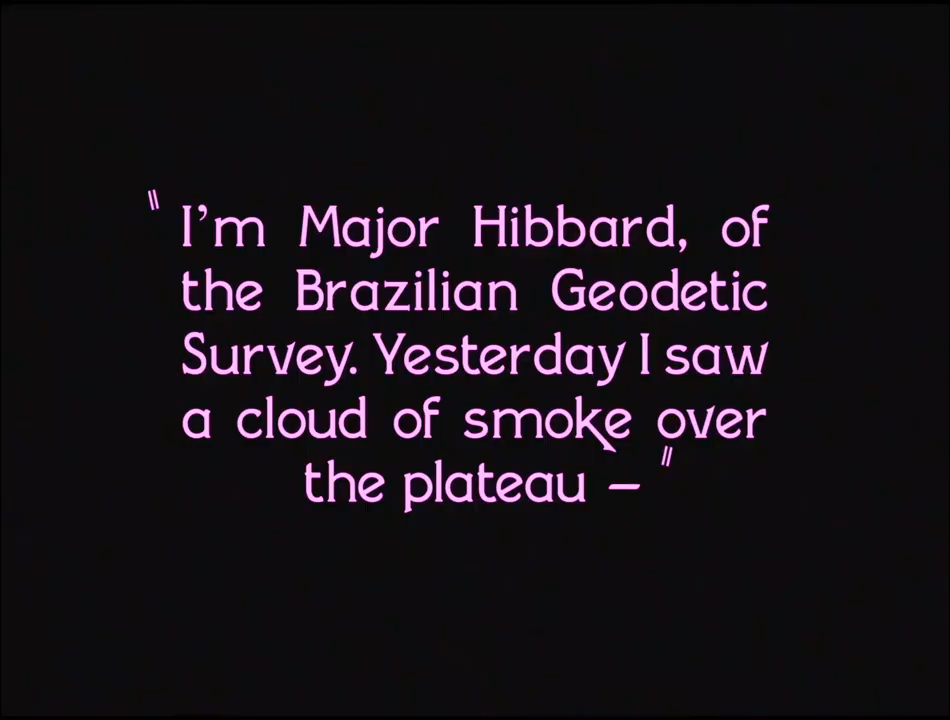 "I'm Major Hibbard, of
the Brazilian Geodetic
Survey. Yesterday I saw
a cloud of smoke over
the plateau —"